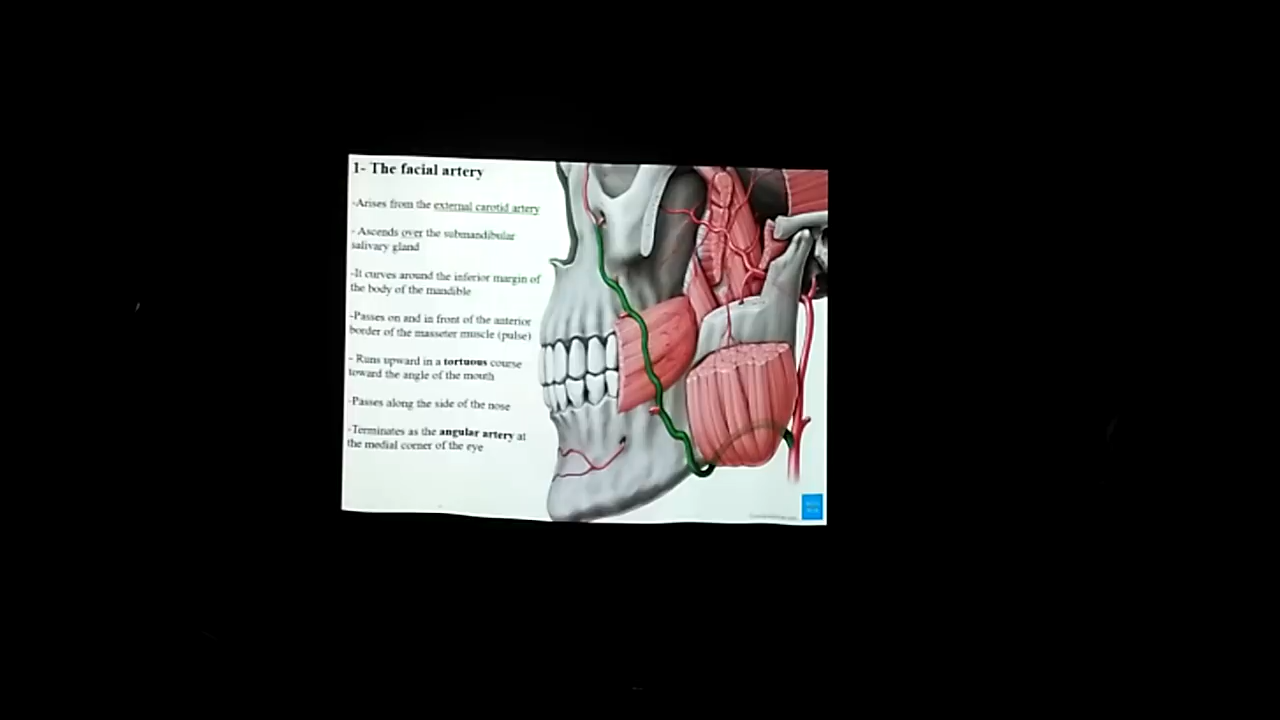 1- The facial artery
-Arises from the external carotid artery
- Ascends over the submandibular
salivary gland
-It curves around the inferior margin of
the body of the mandible
-Passes on and in front of the anterior
border of the masseter muscle (pulse)
- Runs upward in a tortuous course
toward the angle of the mouth
-Passes along the side of the nose
-Terminates as the angular artery at
the medial corner of the eye